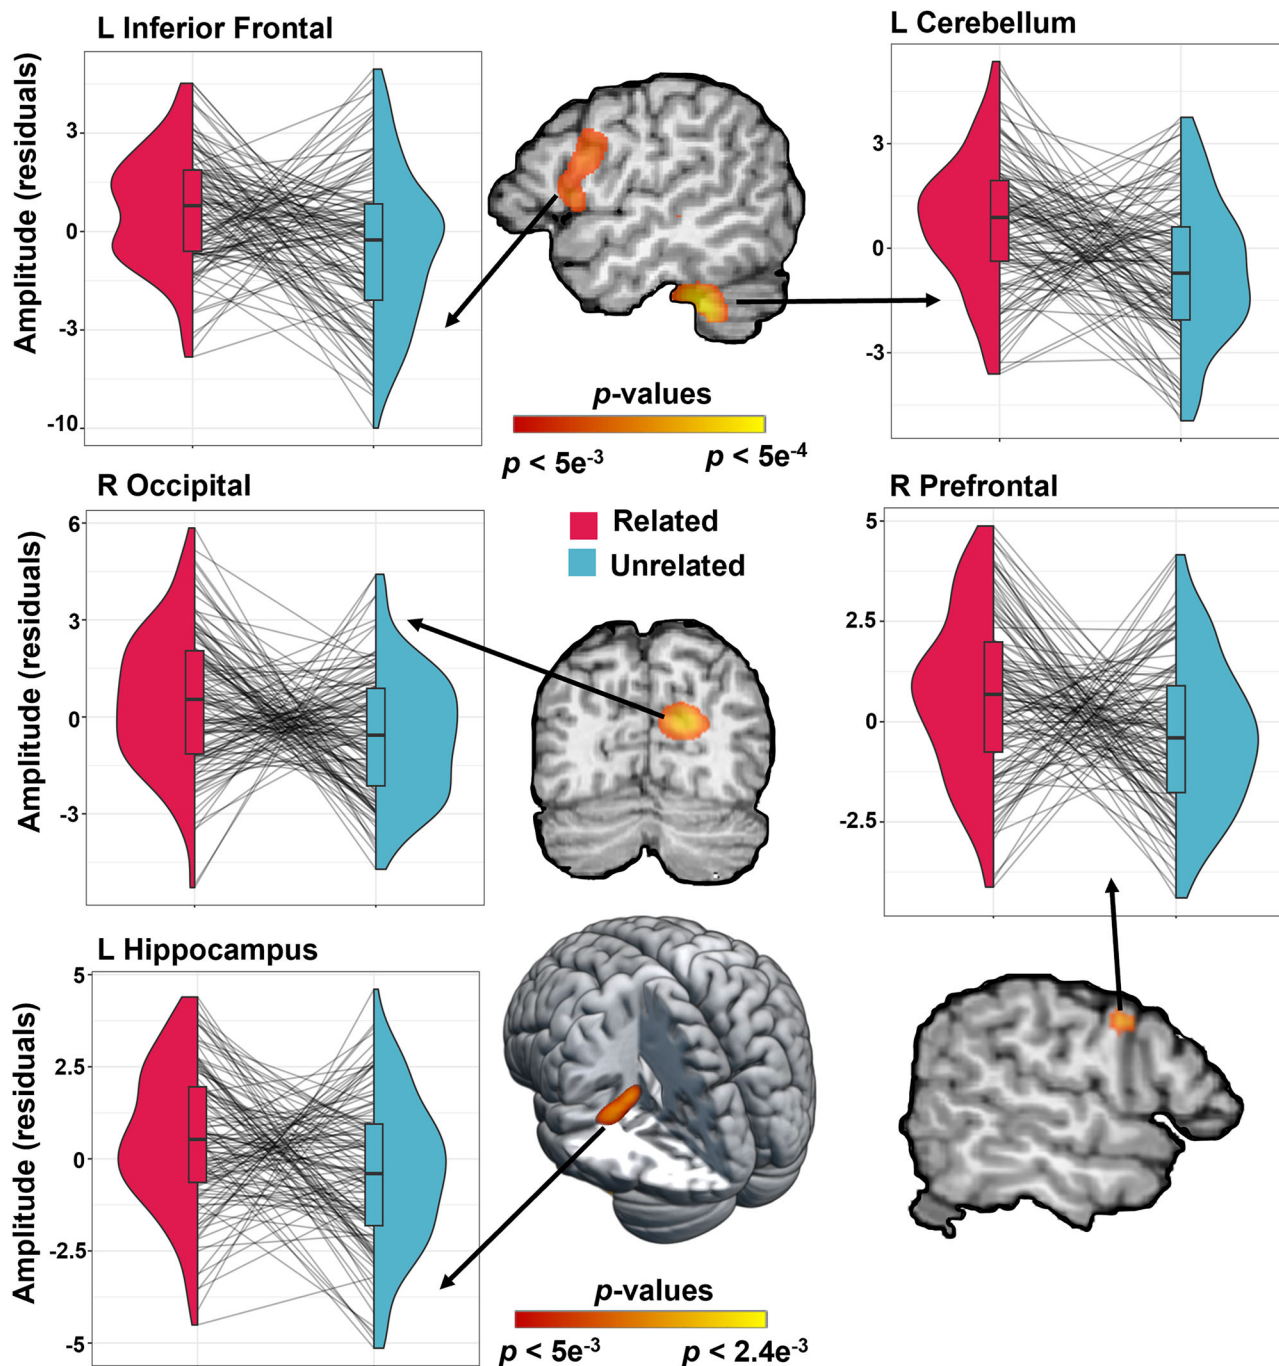 L Inferior Frontal
Amplitude (residuals)
3
0
-3
-10
L Cerebellum
3
0
-3
p-values
p < 5e-3
p < 5e-4
R Occipital
Amplitude (residuals)
6
3
0
-3
Related
Unrelated
R Prefrontal
5
2.5
0
-2.5
L Hippocampus
Amplitude (residuals)
5
2.5
0
-2.5
-5
p-values
p < 5e-3
p < 2.4e-3